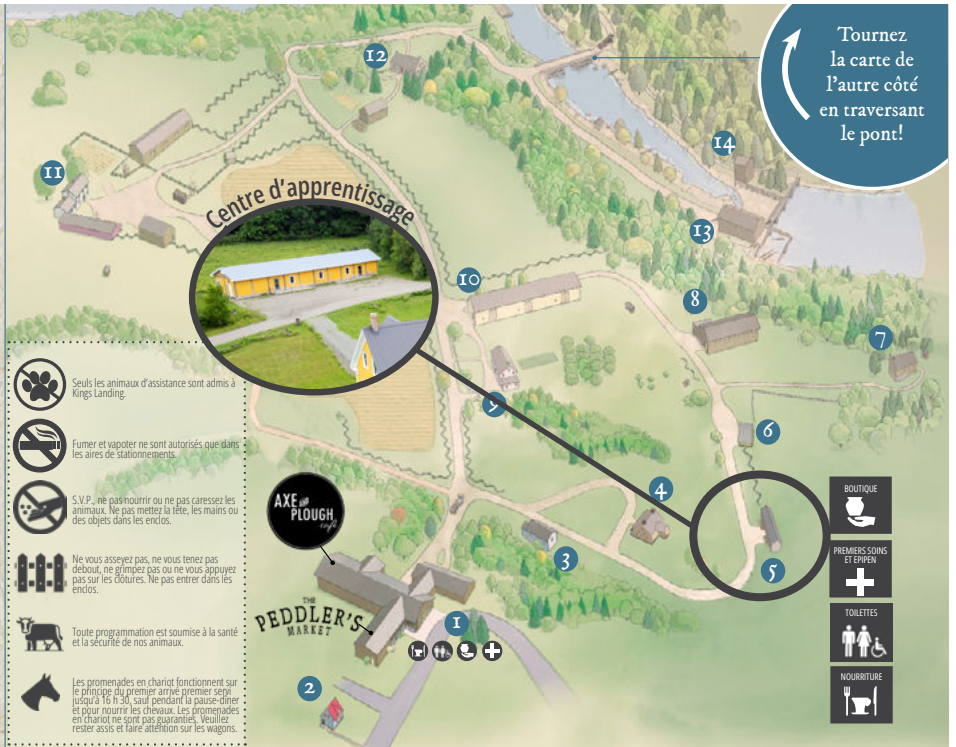 Tournez
la carte de
l'autre côté
en traversant
le pont!
12
14
11
Centre d'apprentissage
13
10
8
7
Seuls les animaux d'assistance sont admis à
Kings Landing.
9
6
Fumer et vapoter ne sont autorisés que dans
les aires de stationnements.
4
S.V.P., ne pas nourrir ou ne pas caressez les
animaux. Ne pas mettez la tête, les mains ou
des objets dans les enclos.
AXE AND
PLOUGH
café
BOUTIQUE
3
5
Ne vous asseyez pas, ne vous tenez pas
debout, ne grimpez pas ou ne vous appuyez
pas sur les clôtures. Ne pas entrer dans les
enclos.
PREMIERS SOINS
ET EPIPEN
THE
PEDDLER'S
MARKET
1
TOILETTES
Toute programmation est soumise à la santé
et la sécurité de nos animaux.
2
NOURRITURE
Les promenades en chariot fonctionnent sur
le principe du premier arrivé premier servi
jusqu'à 16 h 30, sauf pendant la pause-dîner
et pour nourrir les chevaux. Les promenades
en chariot ne sont pas guaranties. Veuillez
rester assis et faire attention sur les wagons.